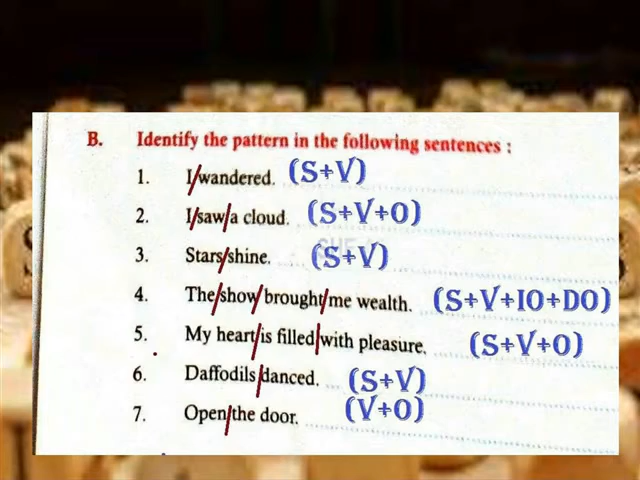 B. Identify the pattern in the following sentences :
1. I/wandered. (S+V)
2. I/saw/a cloud. (S+V+O)
3. Stars/shine. (S+V)
4. The/show/brought/me wealth. (S+V+IO+DO)
5. My heart/is filled/with pleasure. (S+V+O)
6. Daffodils/danced. (S+V)
7. Open/the door. (V+O)